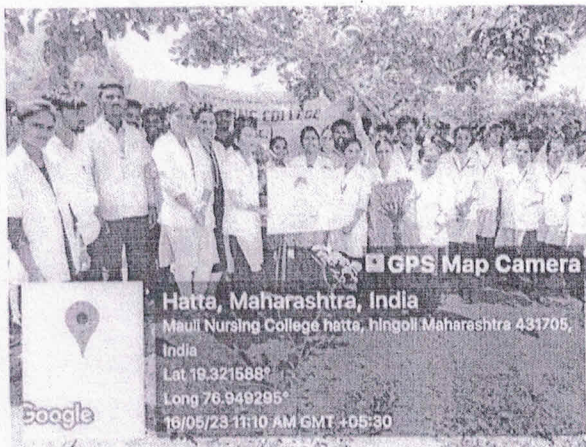 COLLEGE
GPS Map Camera
Hatta, Maharashtra, India
Mauli Nursing College hatta, hingoli Maharashtra 431705,
India
Lat 19.321588°
Long 76.949295°
16/05/23 11:10 AM GMT +05:30
Google